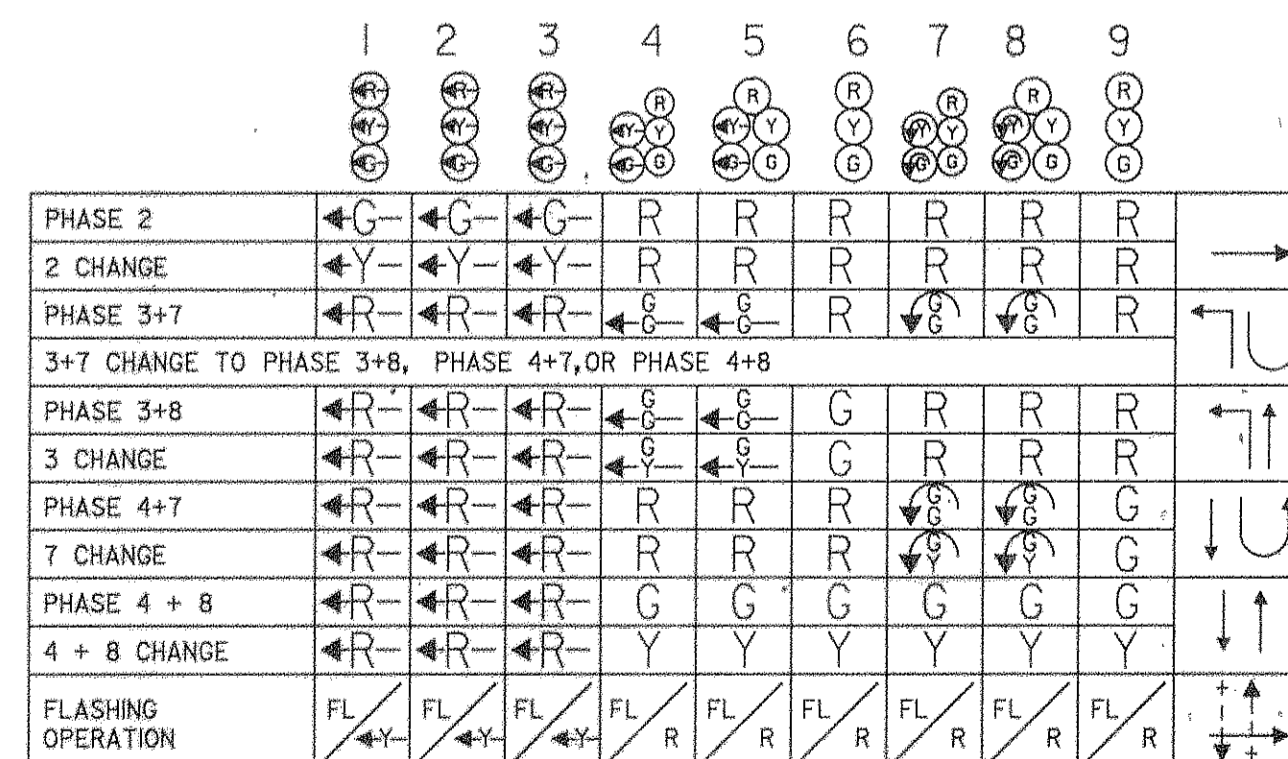 1 2 3 4 5 6 7 8 9
R R R R R R R R R
Y Y Y Y Y Y Y Y Y Y Y Y Y
G G G G G G G G G G G G G
PHASE 2 G G G R R R R R R
2 CHANGE Y Y Y R R R R R R
PHASE 3+7 R R R G G G G R G G G G R
3+7 CHANGE TO PHASE 3+8, PHASE 4+7,OR PHASE 4+8
PHASE 3+8 R R R G G G G G R R R
3 CHANGE R R R G Y G Y G R R R
PHASE 4+7 R R R R R R G G G G G
7 CHANGE R R R R R R G Y G Y G
PHASE 4 + 8 R R R G G G G G G
4 + 8 CHANGE R R R Y Y Y Y Y Y
FLASHING FL FL FL FL FL FL FL FL FL
OPERATION Y Y Y R R R R R R